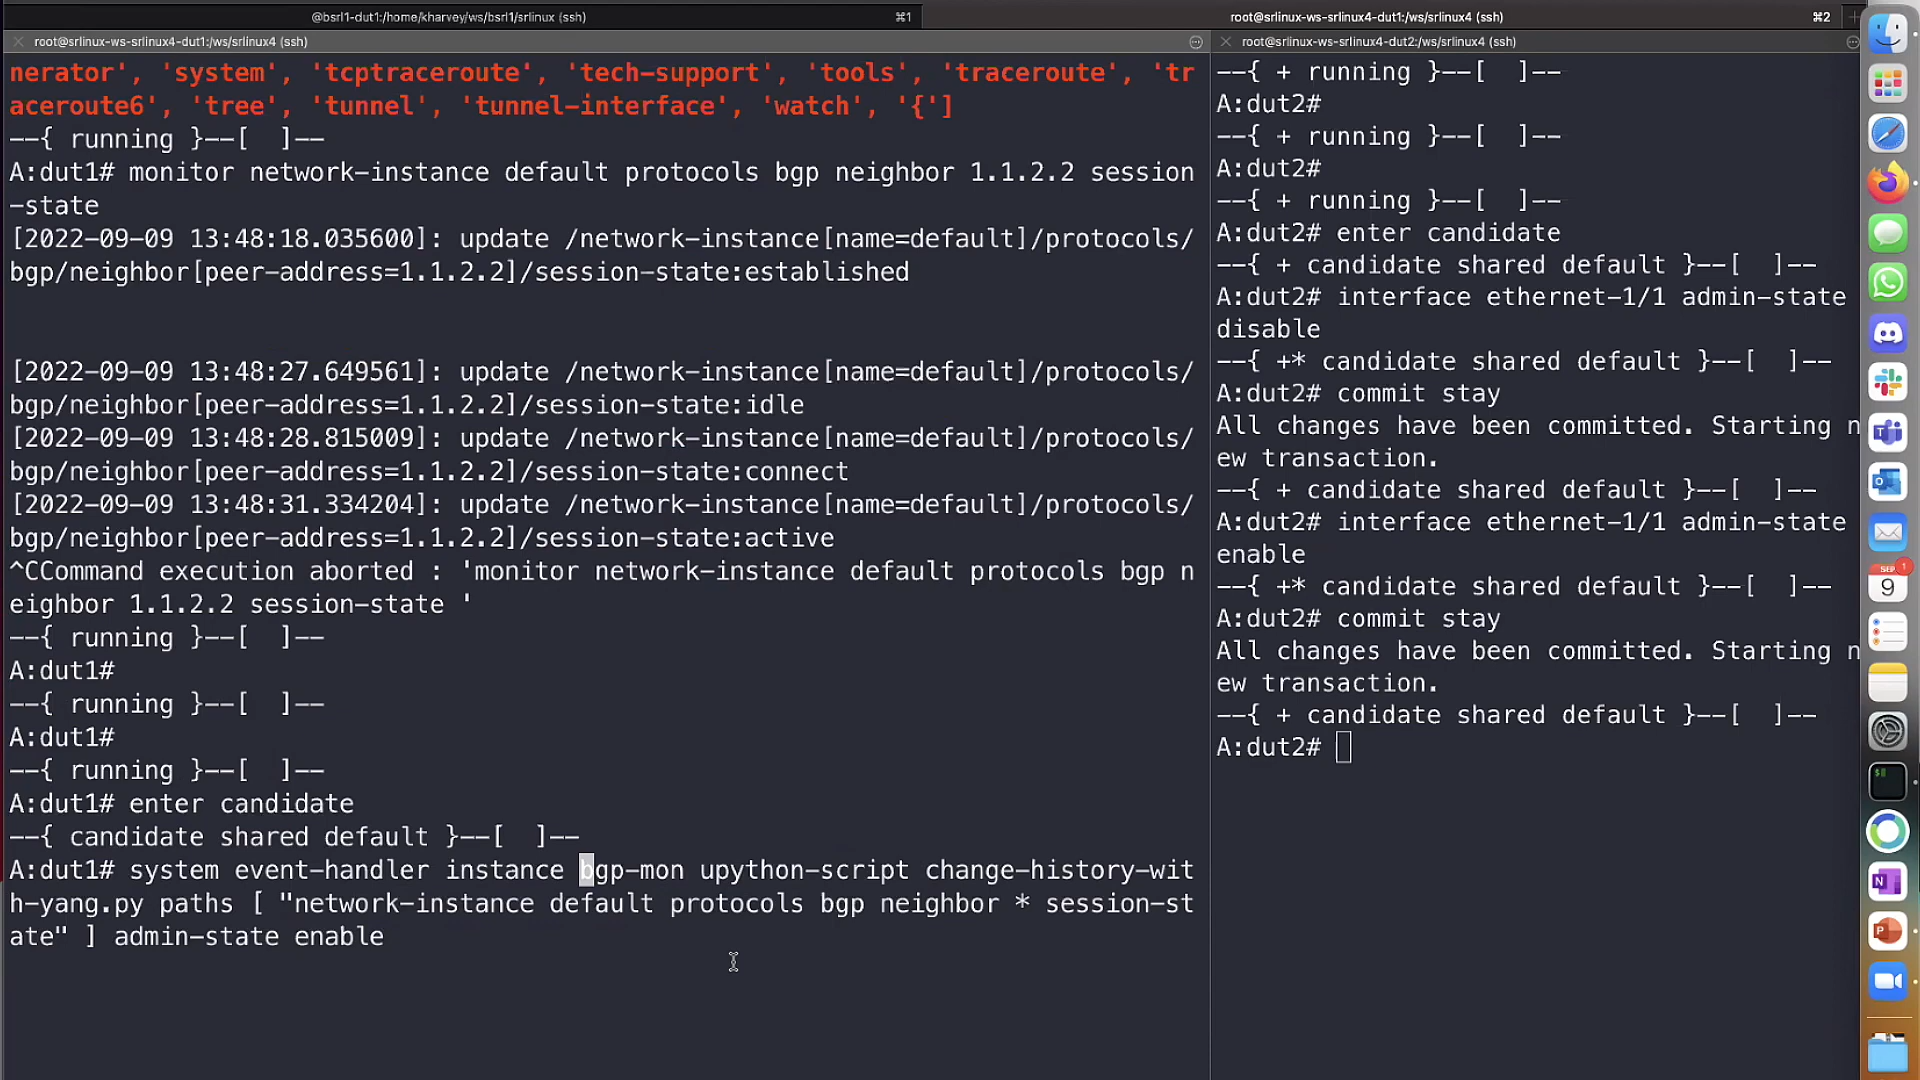 @bsrl1-dut1:/home/kharvey/ws/bsrl1/srlinux (ssh) ⌘1
root@srlinux-ws-srlinux4-dut1:/ws/srlinux4 (ssh) ⌘2
root@srlinux-ws-srlinux4-dut1:/ws/srlinux4 (ssh)
nerator', 'system', 'tcptraceroute', 'tech-support', 'tools', 'traceroute', 'tr
aceroute6', 'tree', 'tunnel', 'tunnel-interface', 'watch', '{']
--{ running }--[  ]--
A:dut1# monitor network-instance default protocols bgp neighbor 1.1.2.2 session
-state
[2022-09-09 13:48:18.035600]: update /network-instance[name=default]/protocols/
bgp/neighbor[peer-address=1.1.2.2]/session-state:established
[2022-09-09 13:48:27.649561]: update /network-instance[name=default]/protocols/
bgp/neighbor[peer-address=1.1.2.2]/session-state:idle
[2022-09-09 13:48:28.815009]: update /network-instance[name=default]/protocols/
bgp/neighbor[peer-address=1.1.2.2]/session-state:connect
[2022-09-09 13:48:31.334204]: update /network-instance[name=default]/protocols/
bgp/neighbor[peer-address=1.1.2.2]/session-state:active
^CCommand execution aborted : 'monitor network-instance default protocols bgp n
eighbor 1.1.2.2 session-state '
--{ running }--[  ]--
A:dut1#
--{ running }--[  ]--
A:dut1#
--{ running }--[  ]--
A:dut1# enter candidate
--{ candidate shared default }--[  ]--
A:dut1# system event-handler instance bgp-mon upython-script change-history-wit
h-yang.py paths [ "network-instance default protocols bgp neighbor * session-st
ate" ] admin-state enable
root@srlinux-ws-srlinux4-dut2:/ws/srlinux4 (ssh)
--{ + running }--[  ]--
A:dut2#
--{ + running }--[  ]--
A:dut2#
--{ + running }--[  ]--
A:dut2# enter candidate
--{ + candidate shared default }--[  ]--
A:dut2# interface ethernet-1/1 admin-state
disable
--{ +* candidate shared default }--[  ]--
A:dut2# commit stay
All changes have been committed. Starting n
ew transaction.
--{ + candidate shared default }--[  ]--
A:dut2# interface ethernet-1/1 admin-state
enable
--{ +* candidate shared default }--[  ]--
A:dut2# commit stay
All changes have been committed. Starting n
ew transaction.
--{ + candidate shared default }--[  ]--
A:dut2#
SEP
9
1